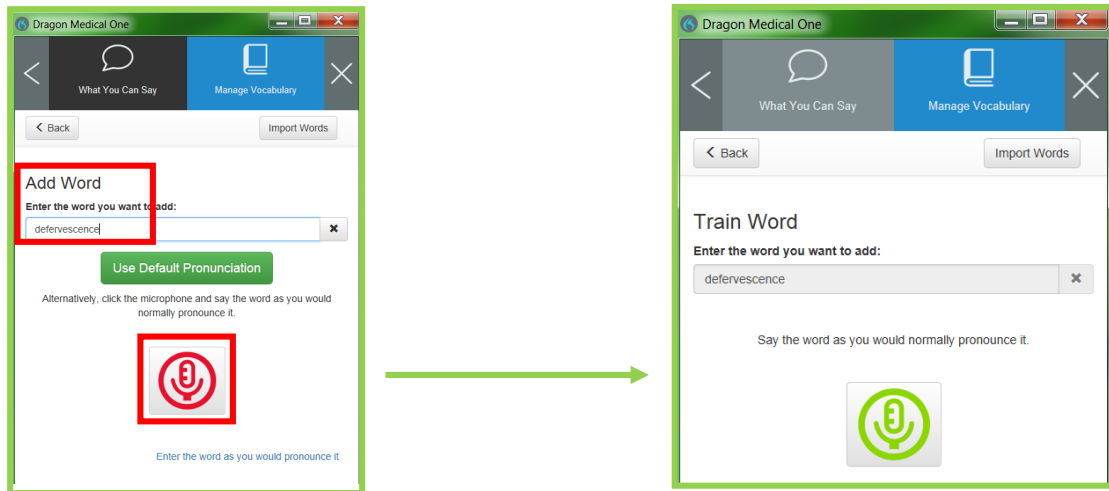 Dragon Medical One
What You Can Say
Manage Vocabulary
Back
Import Words
Add Word
Enter the word you want to add:
defervescence
Use Default Pronunciation
Alternatively, click the microphone and say the word as you would
normally pronounce it.
Enter the word as you would pronounce it
Dragon Medical One
What You Can Say
Manage Vocabulary
Back
Import Words
Train Word
Enter the word you want to add:
defervescence
Say the word as you would normally pronounce it.